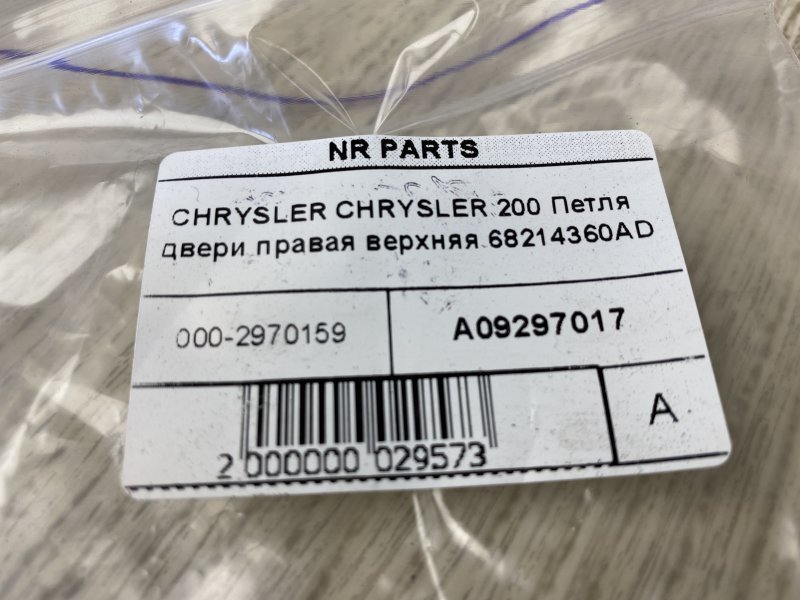 NR PARTS
CHRYSLER CHRYSLER 200 Петля
двери правая верхняя 68214360AD
000-2970159
A09297017
2 000000 029573
A